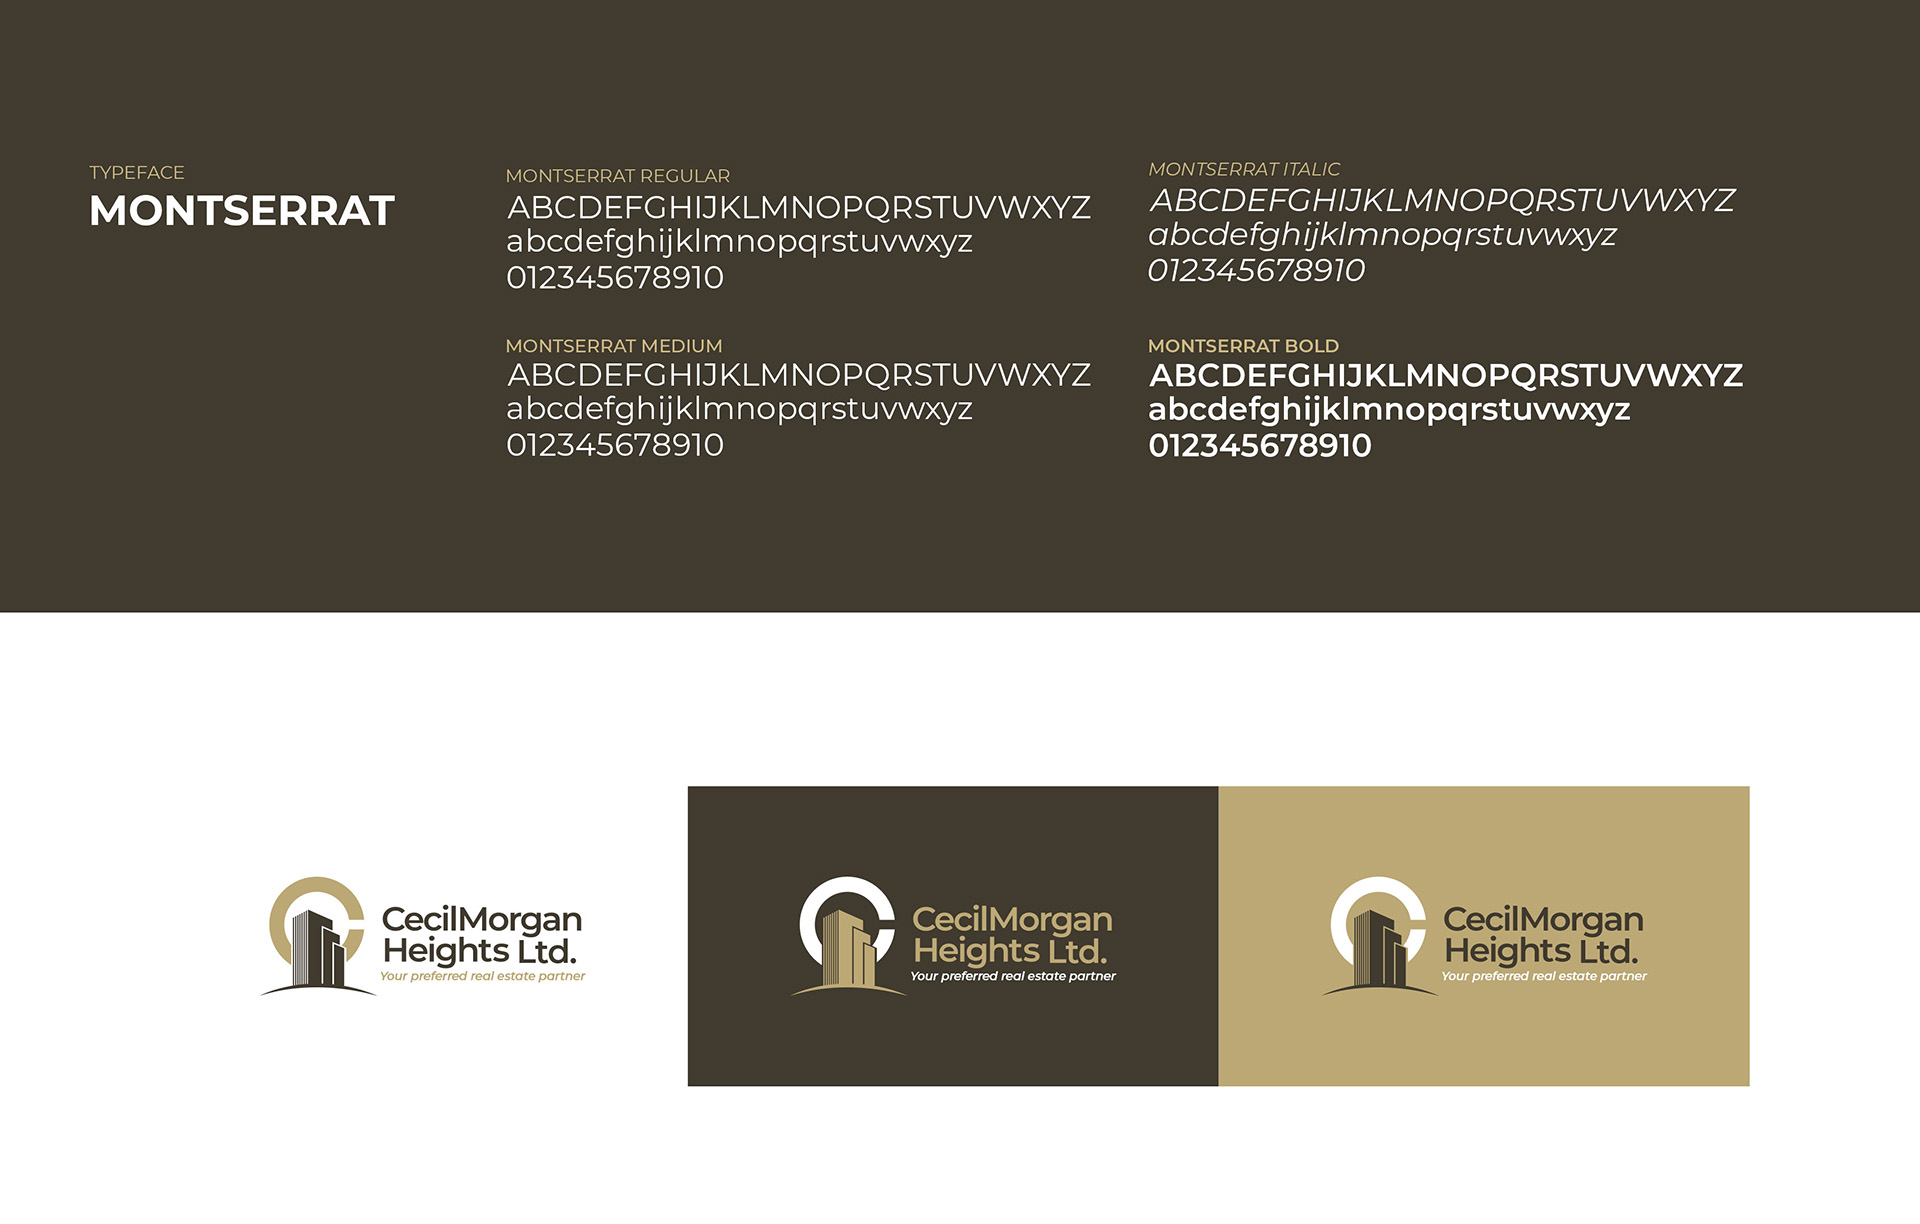 TYPEFACE
MONTSERRAT
MONTSERRAT REGULAR
ABCDEFGHIJKLMNOPQRSTUVWXYZ
abcdefghijklmnopqrstuvwxyz
012345678910
MONTSERRAT ITALIC
ABCDEFGHIJKLMNOPQRSTUVWXYZ
abcdefghijklmnopqrstuvwxyz
012345678910
MONTSERRAT MEDIUM
ABCDEFGHIJKLMNOPQRSTUVWXYZ
abcdefghijklmnopqrstuvwxyz
012345678910
MONTSERRAT BOLD
ABCDEFGHIJKLMNOPQRSTUVWXYZ
abcdefghijklmnopqrstuvwxyz
012345678910
CecilMorgan
Heights Ltd.
Your preferred real estate partner
CecilMorgan
Heights Ltd.
Your preferred real estate partner
CecilMorgan
Heights Ltd.
Your preferred real estate partner